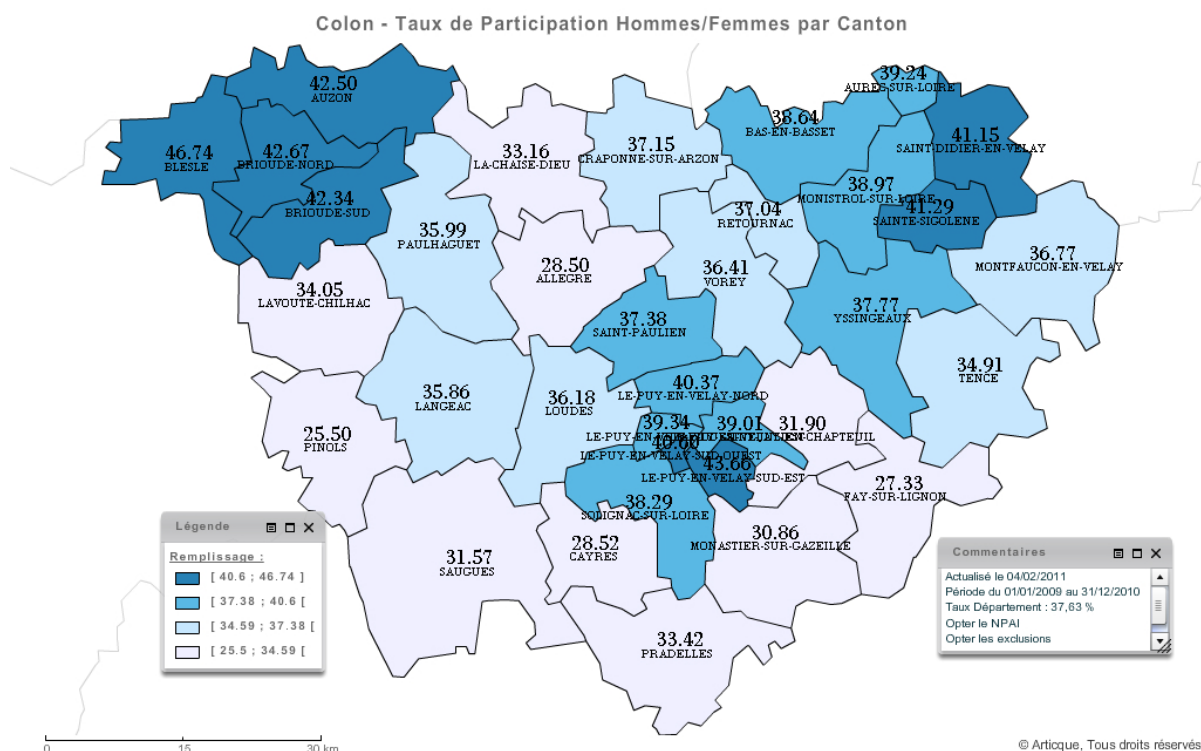 Colon - Taux de Participation Hommes/Femmes par Canton
39.24
AUREC-SUR-LOIRE
42.50
AUZON
38.64
BAS-EN-BASSET
41.15
SAINT-DIDIER-EN-VELAY
46.74
BLESLE
42.67
BRIOUDE-NORD
33.16
LA-CHAISE-DIEU
37.15
CRAPONNE-SUR-ARZON
38.97
MONISTROL-SUR-LOIRE
42.34
BRIOUDE-SUD
41.29
SAINTE-SIGOLENE
37.04
RETOURNAC
35.99
PAULHAGUET
36.77
MONTFAUCON-EN-VELAY
28.50
ALLEGRE
36.41
VOREY
34.05
LAVOUTE-CHILHAC
37.77
YSSINGEAUX
37.38
SAINT-PAULIEN
34.91
TENCE
40.37
LE-PUY-EN-VELAY-NORD
35.86
LANGEAC
36.18
LOUDES
25.50
PINOLS
39.34
39.01
31.90
40.60
LE-PUY-EN-VELAY-SUD-OUEST
43.66
LE-PUY-EN-VELAY-SUD-EST
27.33
FAY-SUR-LIGNON
38.29
SOLIGNAC-SUR-LOIRE
30.86
MONASTIER-SUR-GAZEILLE
28.52
CAYRES
31.57
SAUGUES
33.42
PRADELLES
Légende
Remplissage :
[ 40.6 ; 46.74 ]
[ 37.38 ; 40.6 [
[ 34.59 ; 37.38 [
[ 25.5 ; 34.59 [
Commentaires
Actualisé le 04/02/2011
Période du 01/01/2009 au 31/12/2010
Taux Département : 37,63 %
Opter le NPAI
Opter les exclusions
0 15 30 km
© Articque, Tous droits réservés